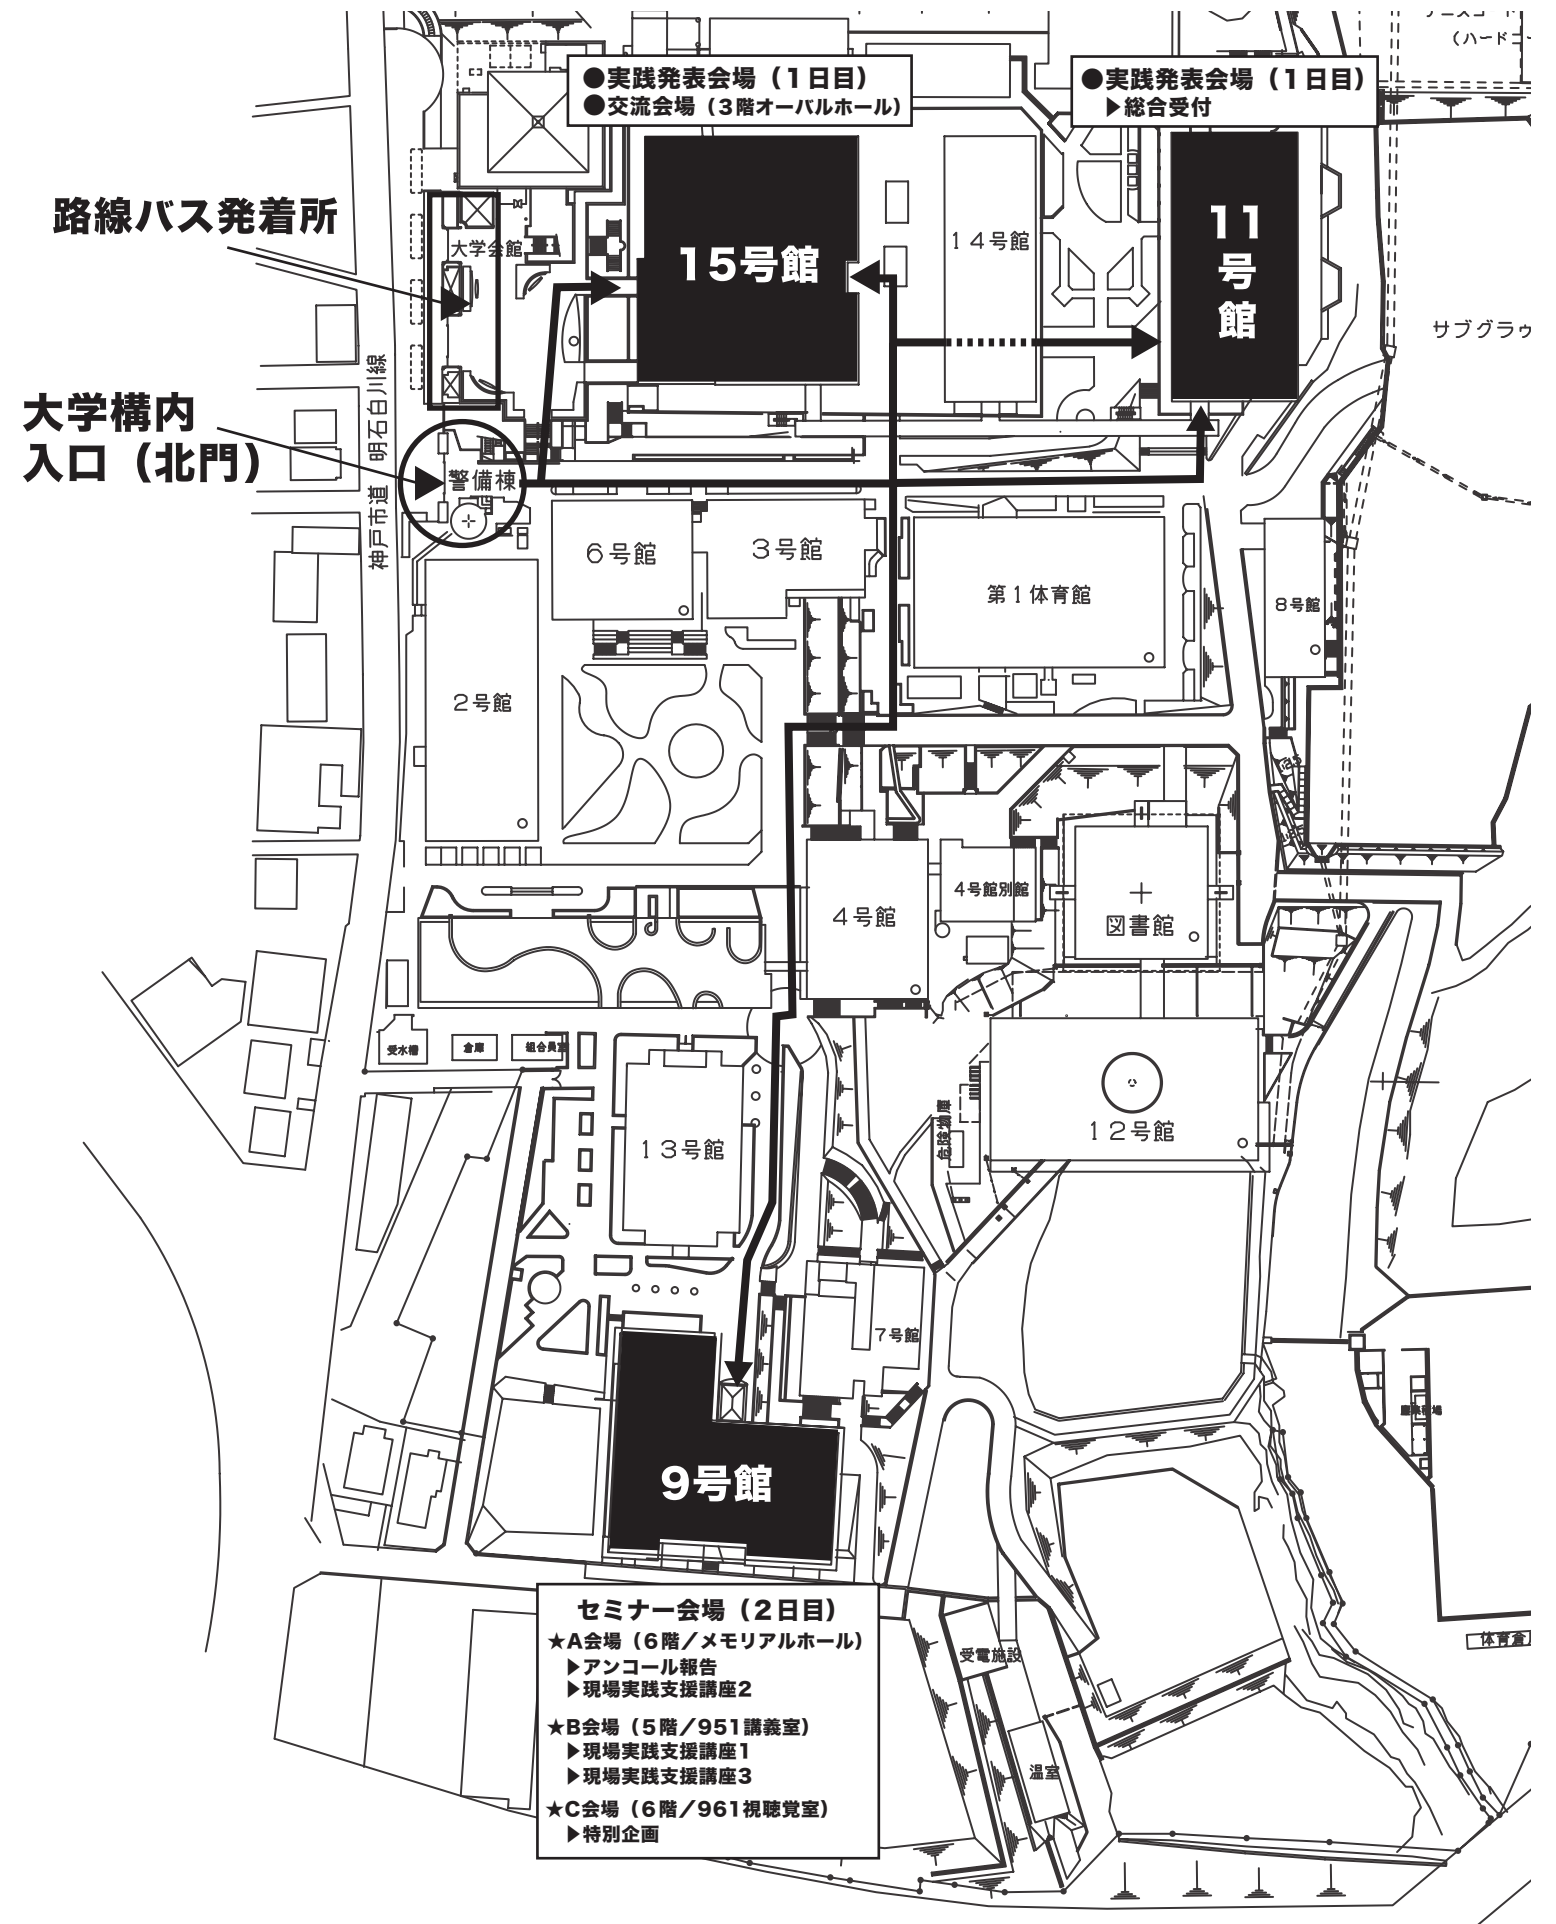 テニスコート
（ハードコ
●実践発表会場（1日目）
●交流会場（3階オーバルホール）
●実践発表会場（1日目）
▶総合受付
路線バス発着所
大学会館
15号館
14号館
11号館
サブグラウ
大学構内
入口（北門）
神戸市道　明石白川線
警備棟
6号館
3号館
第1体育館
8号館
2号館
4号館
4号館別館
図書館
受水槽
倉庫
組合員室
13号館
危険物庫
12号館
7号館
9号館
セミナー会場（2日目）
★A会場（6階／メモリアルホール）
▶アンコール報告
▶現場実践支援講座2
★B会場（5階／951講義室）
▶現場実践支援講座1
▶現場実践支援講座3
★C会場（6階／961視聴覚室）
▶特別企画
受電施設
温室
体育倉